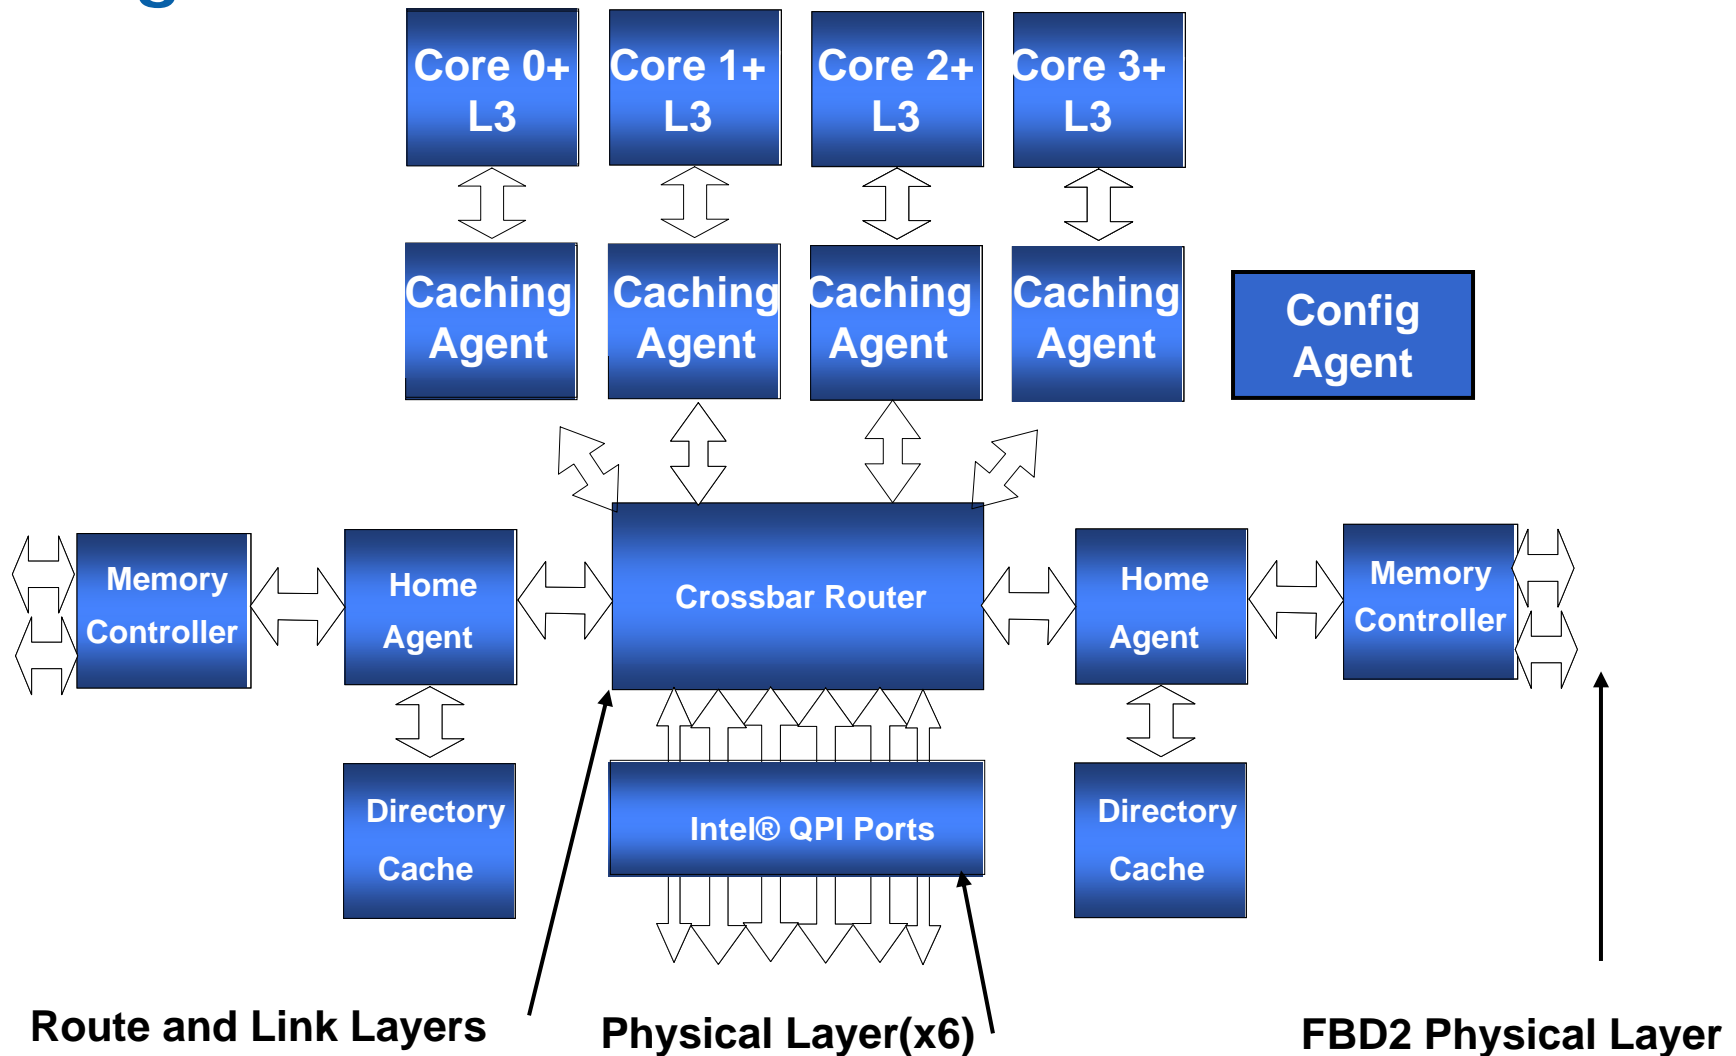 Core 0+
L3
Core 1+
L3
Core 2+
L3
Core 3+
L3
Caching
Agent
Caching
Agent
Caching
Agent
Caching
Agent
Config
Agent
Memory
Controller
Home
Agent
Crossbar Router
Home
Agent
Memory
Controller
Directory
Cache
Intel® QPI Ports
Directory
Cache
Route and Link Layers
Physical Layer(x6)
FBD2 Physical Layer